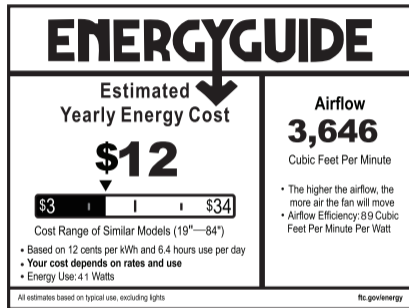 ENERGYGUIDE
Estimated
Yearly Energy Cost
$12
$3
$34
Cost Range of Similar Models (19"—84")
• Based on 12 cents per kWh and 6.4 hours use per day
• Your cost depends on rates and use
• Energy Use: 41 Watts
Airflow
3,646
Cubic Feet Per Minute
• The higher the airflow, the
more air the fan will move
• Airflow Efficiency: 89 Cubic
Feet Per Minute Per Watt
All estimates based on typical use, excluding lights
ftc.gov/energy